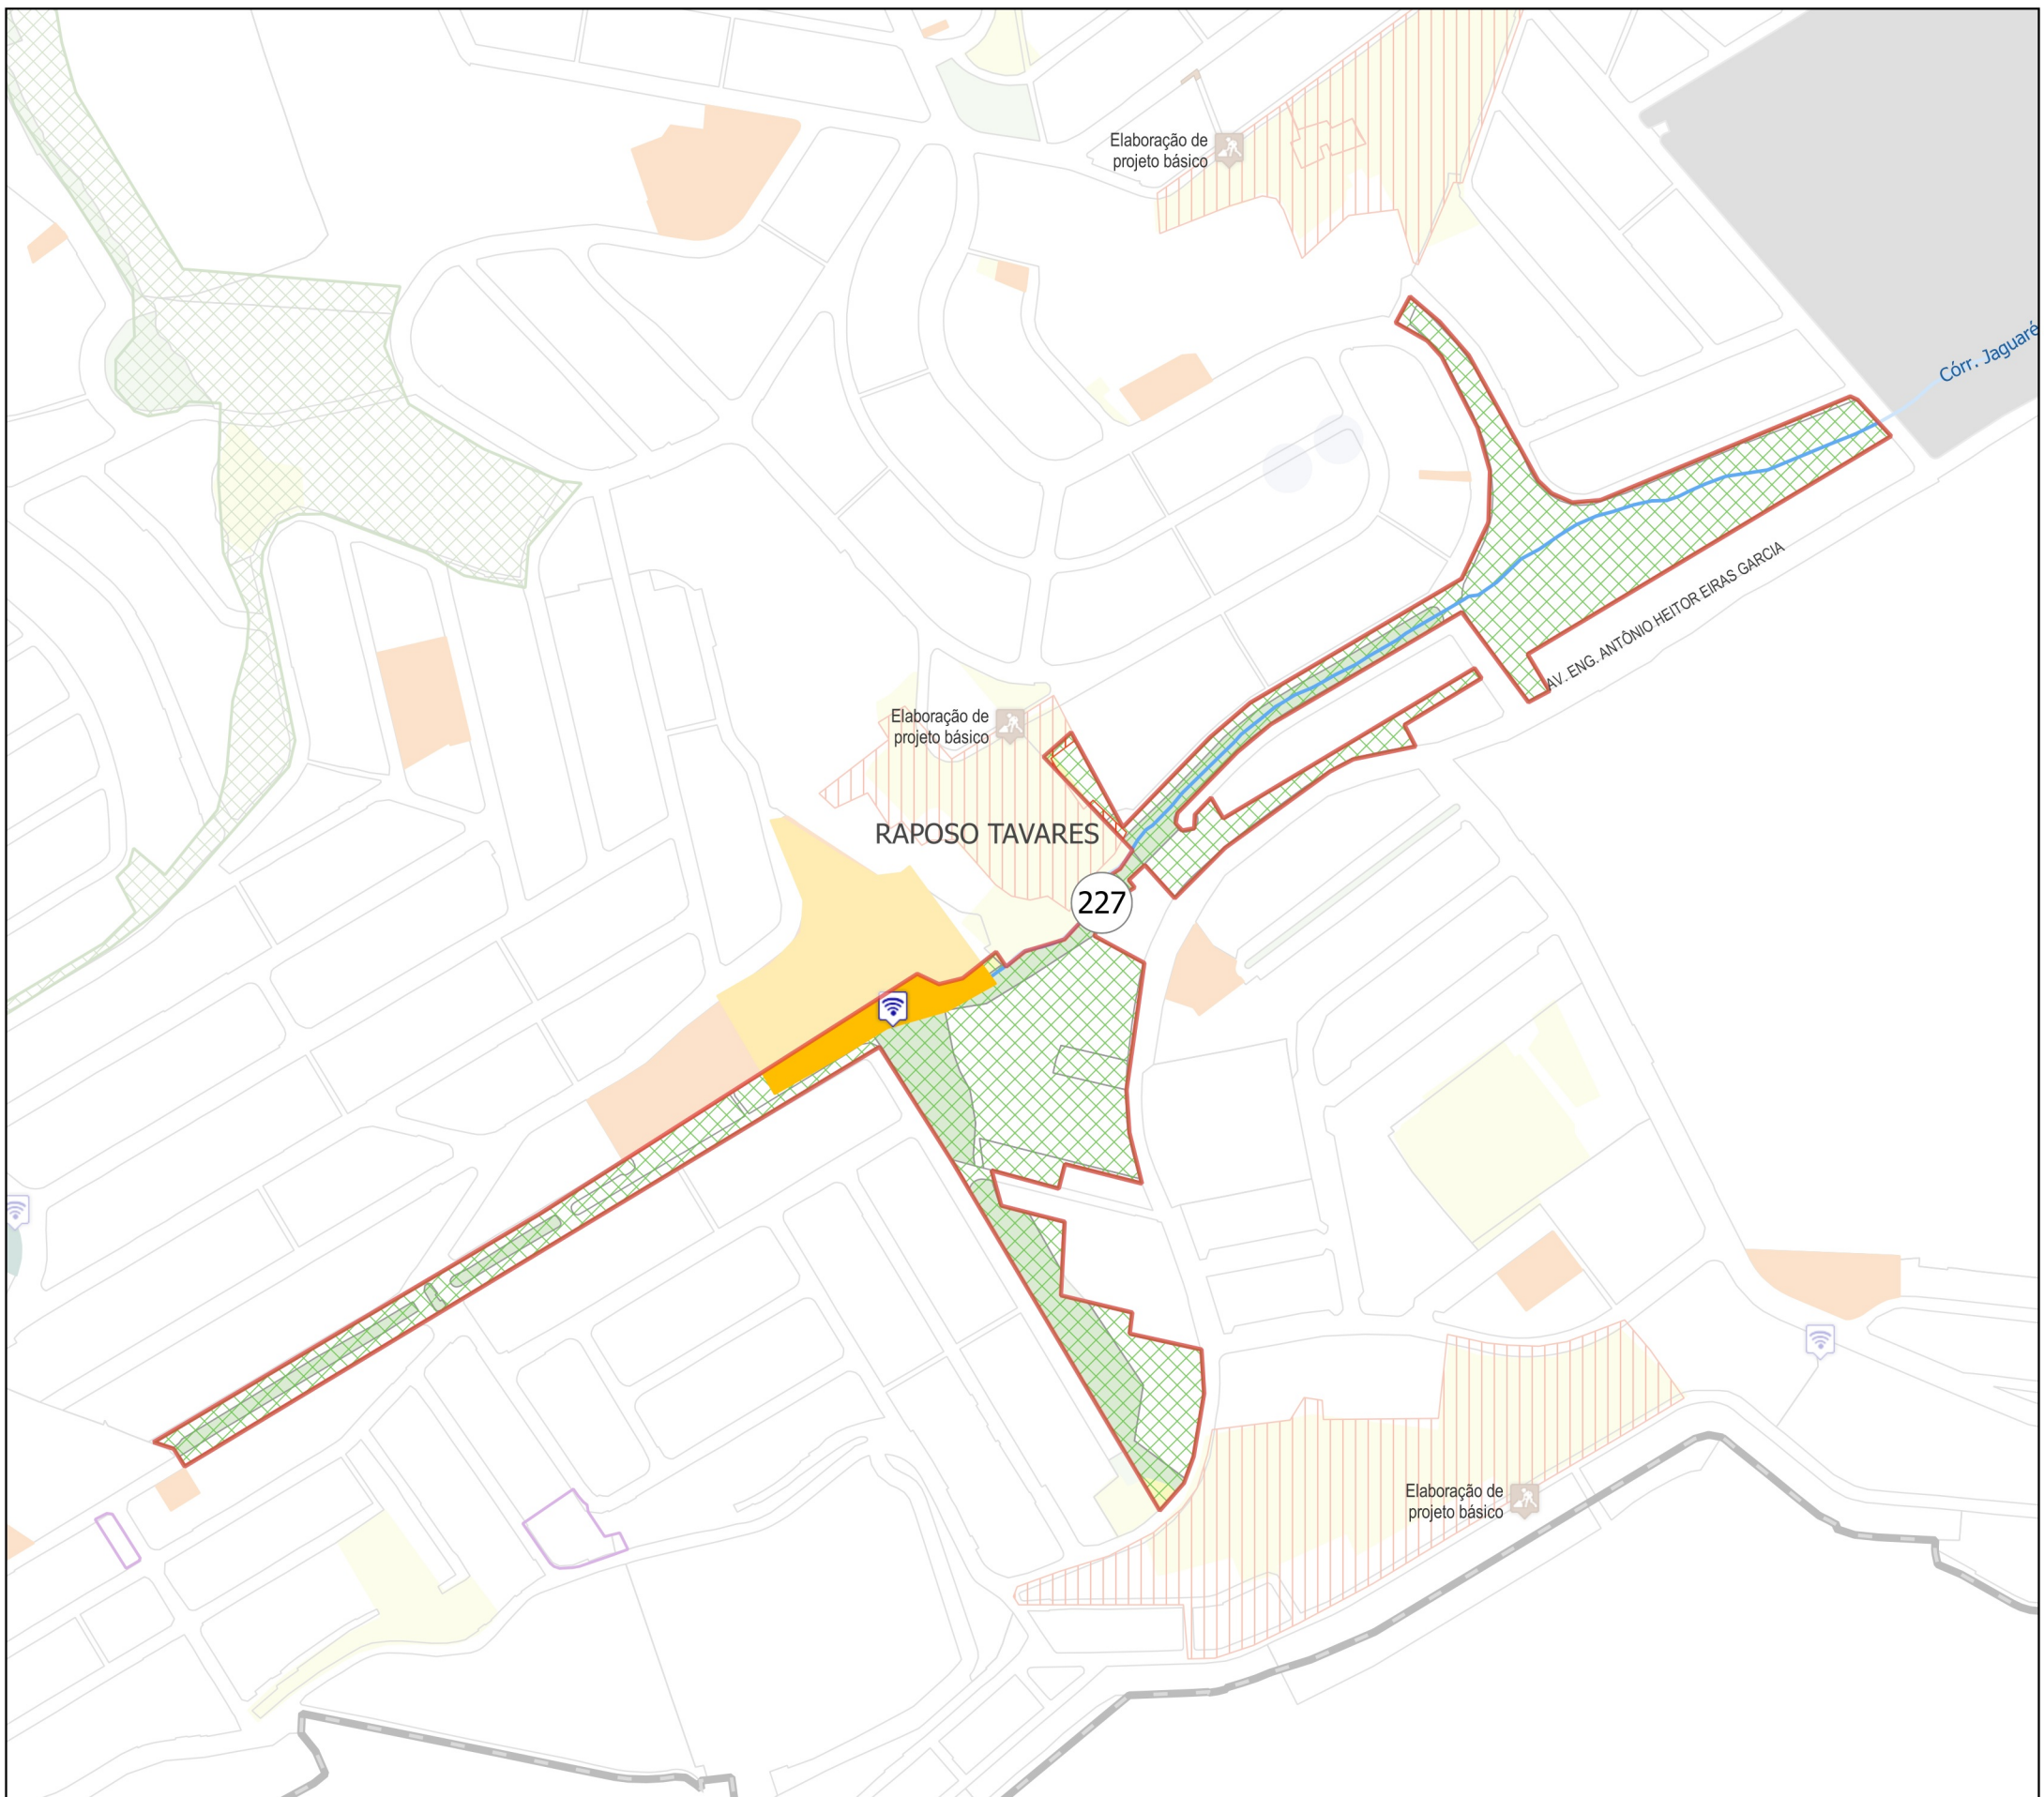 Elaboração de
projeto básico
Córr. Jaguaré
AV. ENG. ANTÔNIO HEITOR EIRAS GARCIA
Elaboração de
projeto básico
RAPOSO TAVARES
227
Elaboração de
projeto básico